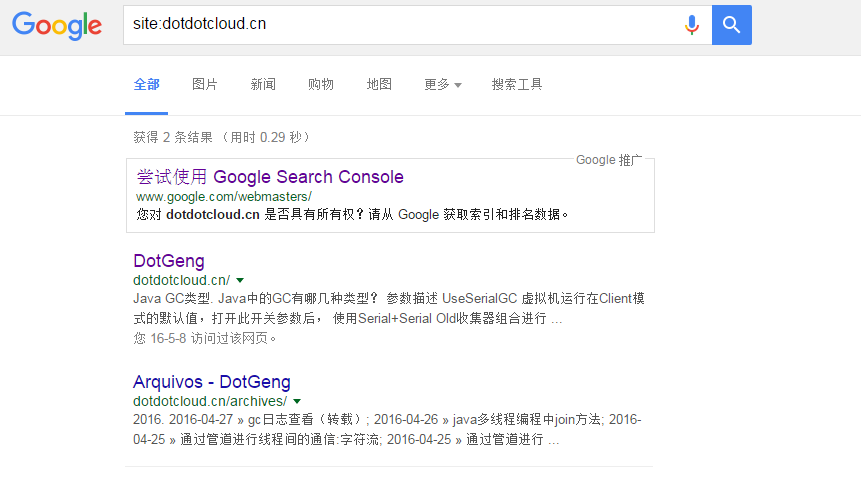 Google
site:dotdotcloud.cn
全部 图片 新闻 购物 地图 更多 搜索工具
获得 2 条结果 （用时 0.29 秒）
Google 推广
尝试使用 Google Search Console
www.google.com/webmasters/
您对 dotdotcloud.cn 是否具有所有权？请从 Google 获取索引和排名数据。
DotGeng
dotdotcloud.cn/
Java GC类型. Java中的GC有哪几种类型？ 参数描述 UseSerialGC 虚拟机运行在Client模
式的默认值，打开此开关参数后， 使用Serial+Serial Old收集器组合进行 ...
您 16-5-8 访问过该网页。
Arquivos - DotGeng
dotdotcloud.cn/archives/
2016. 2016-04-27 » gc日志查看（转载）; 2016-04-26 » java多线程编程中join方法; 2016-
04-25 » 通过管道进行线程间的通信:字符流; 2016-04-25 » 通过管道进行 ...